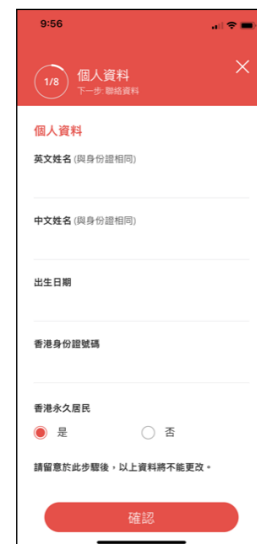 9:56
1/8
個人資料
下一步: 聯絡資料
個人資料
英文姓名 (與身份證相同)
中文姓名 (與身份證相同)
出生日期
香港身份證號碼
香港永久居民
是 否
請留意於此步驟後，以上資料將不能更改。
確認